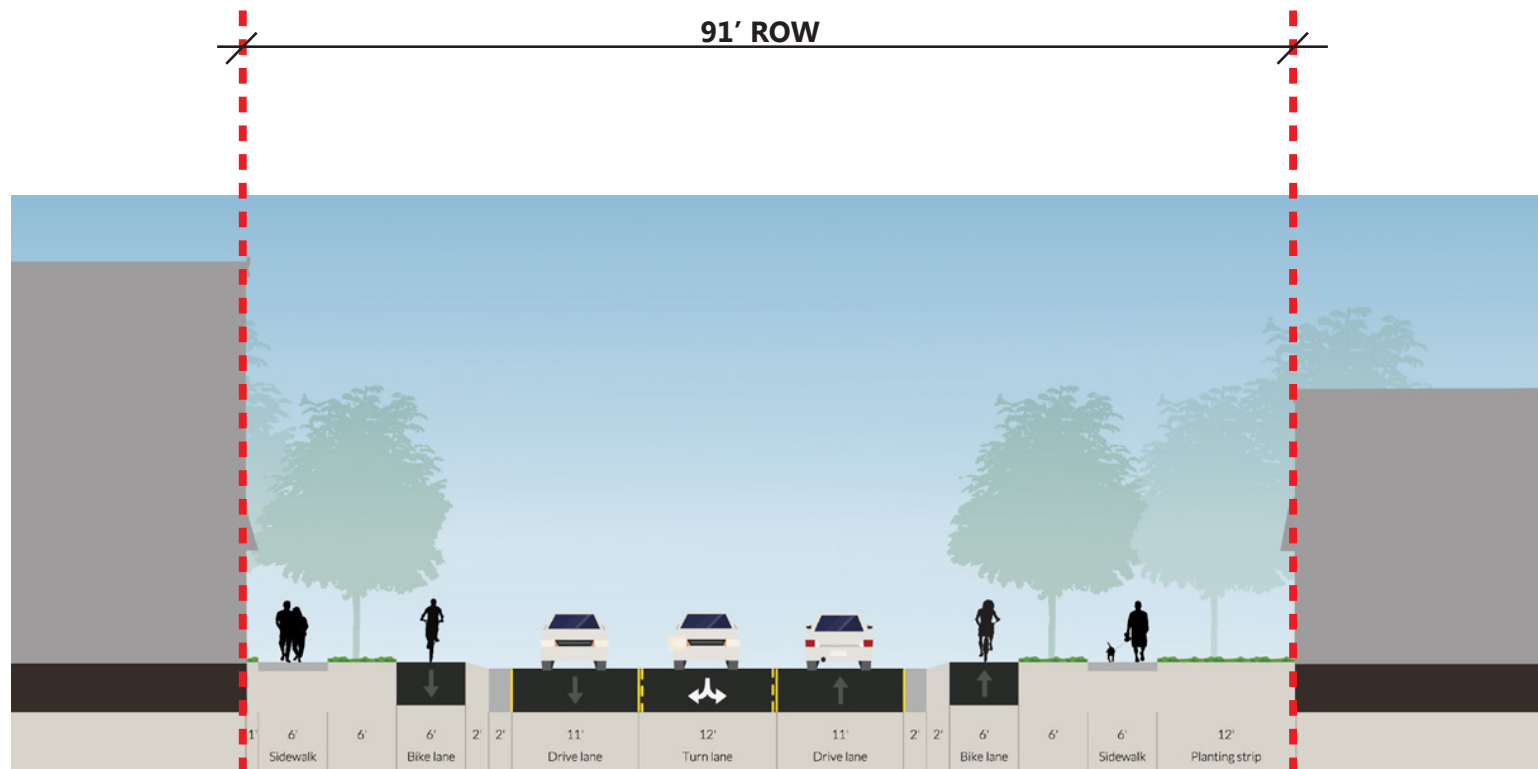 91’ ROW
1' 6' 6' 6' 2' 2' 11' 12' 11' 2' 2' 6' 6' 6' 12'
Sidewalk Bike lane Drive lane Turn lane Drive lane Bike lane Sidewalk Planting strip